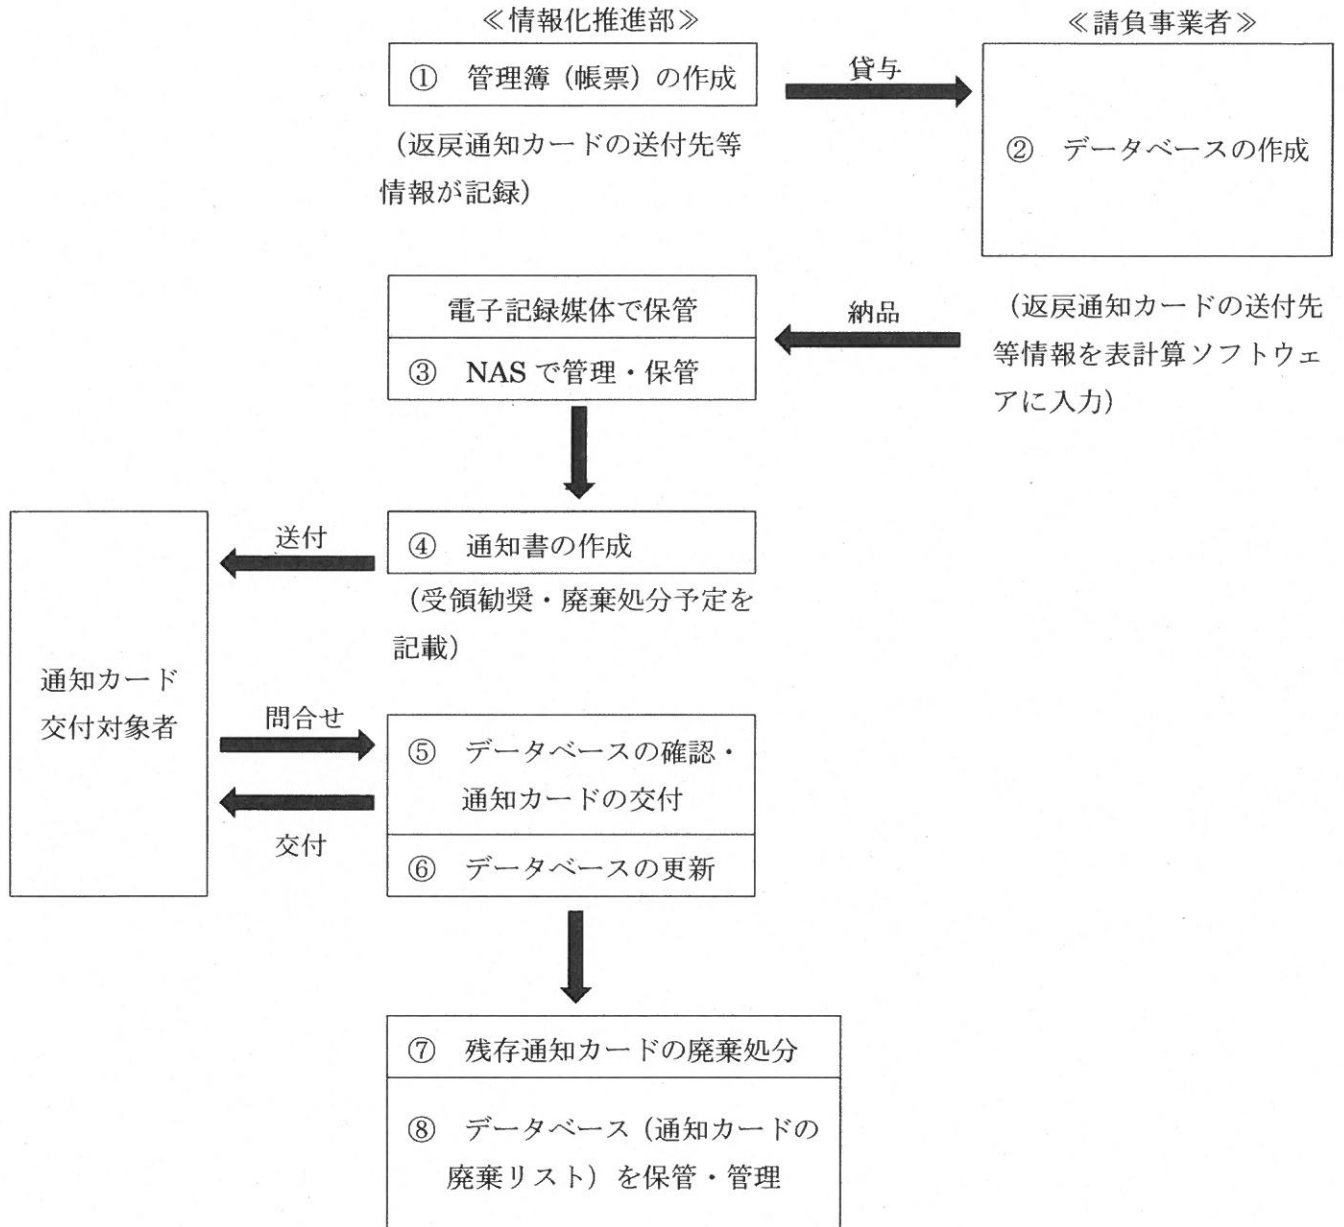 ≪情報化推進部≫
≪請負事業者≫
① 管理簿（帳票）の作成
貸与
（返戻通知カードの送付先等
情報が記録）
② データベースの作成
電子記録媒体で保管
③ NASで管理・保管
納品
（返戻通知カードの送付先
等情報を表計算ソフトウェ
アに入力）
送付
④ 通知書の作成
（受領勧奨・廃棄処分予定を
記載）
通知カード
交付対象者
問合せ
⑤ データベースの確認・
通知カードの交付
交付
⑥ データベースの更新
⑦ 残存通知カードの廃棄処分
⑧ データベース（通知カードの
廃棄リスト）を保管・管理